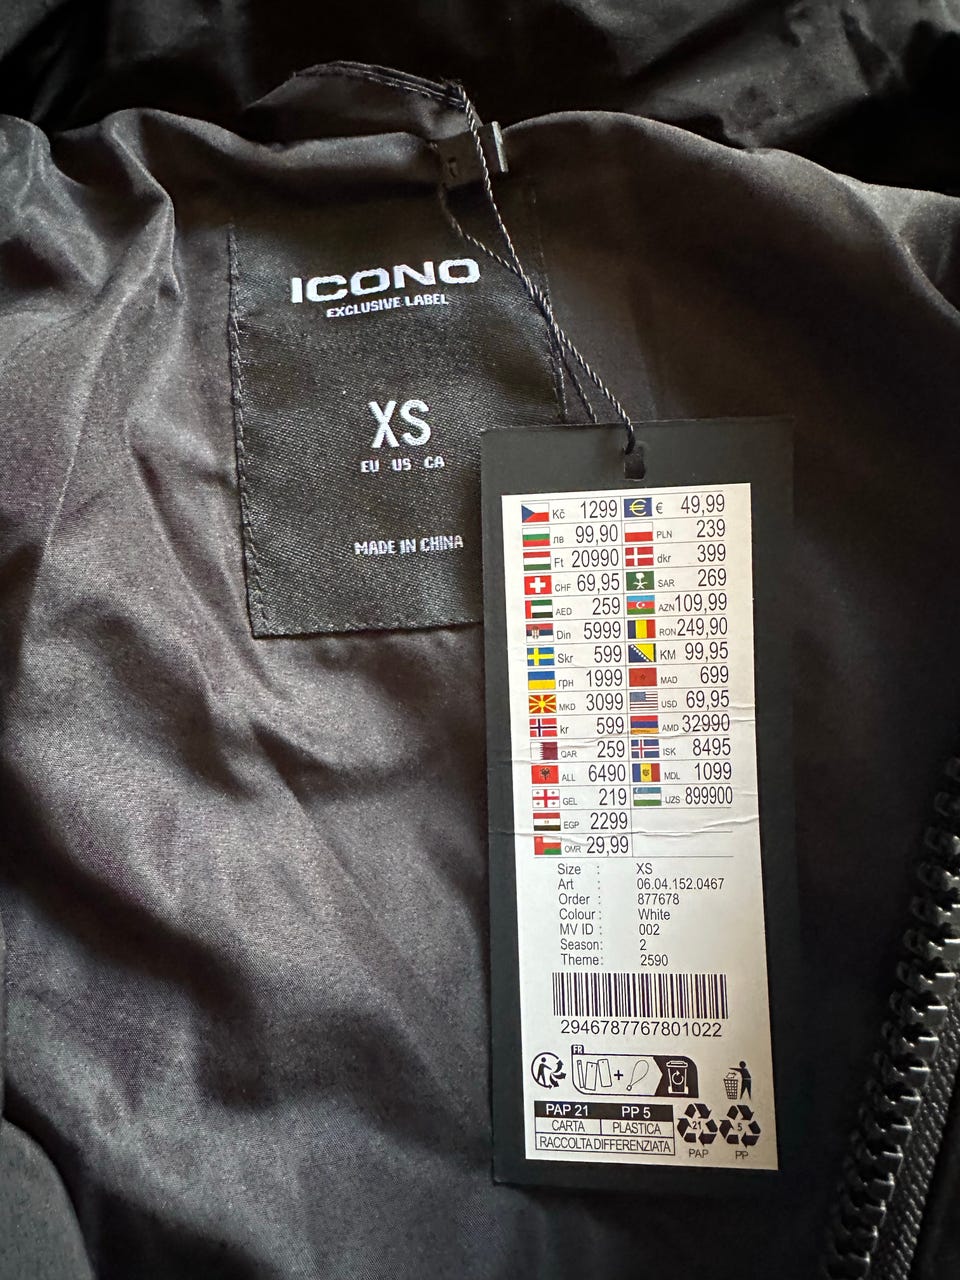 ICONO
EXCLUSIVE LABEL
XS
EU US CA
MADE IN CHINA
Kč 1299 € 49,99
лв 99,90 PLN 239
Ft 20990 dkr 399
CHF 69,95 SAR 269
AED 259 AZN 109,99
Din 5999 RON 249,90
Skr 599 KM 99,95
грн 1999 MAD 699
MKD 3099 USD 69,95
kr 599 AMD 32990
QAR 259 ISK 8495
ALL 6490 MDL 1099
GEL 219 UZS 899900
EGP 2299
OMR 29,99
Size : XS
Art : 06.04.152.0467
Order : 877678
Colour : White
MV ID : 002
Season: 2
Theme: 2590
2946787767801022
FR
+
PAP 21 PP 5
CARTA PLASTICA
RACCOLTA DIFFERENZIATA
21 5
PAP PP